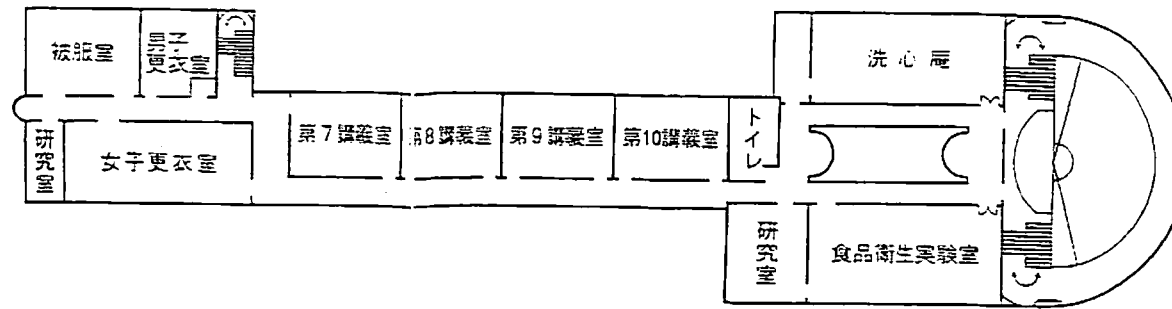 被服室
男子
更衣室
洗心庵
第7講義室
第8講義室
第9講義室
第10講義室
トイレ
研究室
女子更衣室
研究室
食品衛生実験室